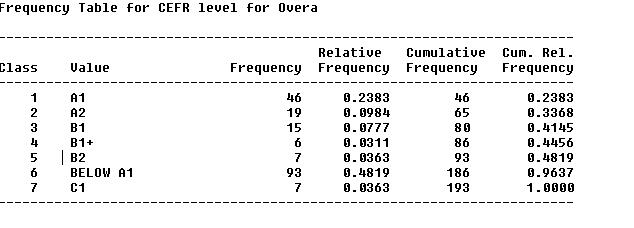 Frequency Table for CEFR level for Overa
--------------------------------------------------------------------------------
Relative Cumulative Cum. Rel.
Class Value Frequency Frequency Frequency Frequency
--------------------------------------------------------------------------------
1 A1 46 0.2383 46 0.2383
2 A2 19 0.0984 65 0.3368
3 B1 15 0.0777 80 0.4145
4 B1+ 6 0.0311 86 0.4456
5 B2 7 0.0363 93 0.4819
6 BELOW A1 93 0.4819 186 0.9637
7 C1 7 0.0363 193 1.0000
--------------------------------------------------------------------------------